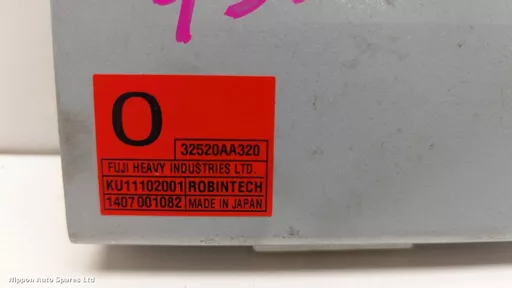 O
32520AA320
FUJI HEAVY INDUSTRIES LTD.
KU11102001 ROBINTECH
1407001082 MADE IN JAPAN
Nippon Auto Spares Ltd